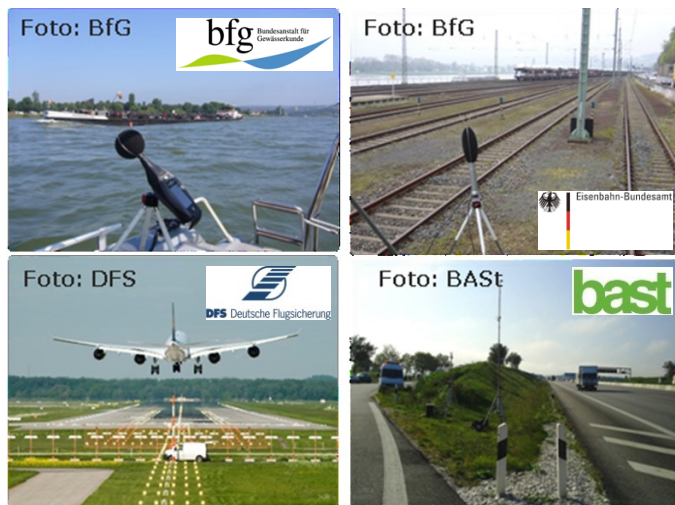 Foto: BfG
bfg Bundesanstalt für
Gewässerkunde
Foto: BfG
Eisenbahn-Bundesamt
Foto: DFS
DFS Deutsche Flugsicherung
Foto: BASt
bast